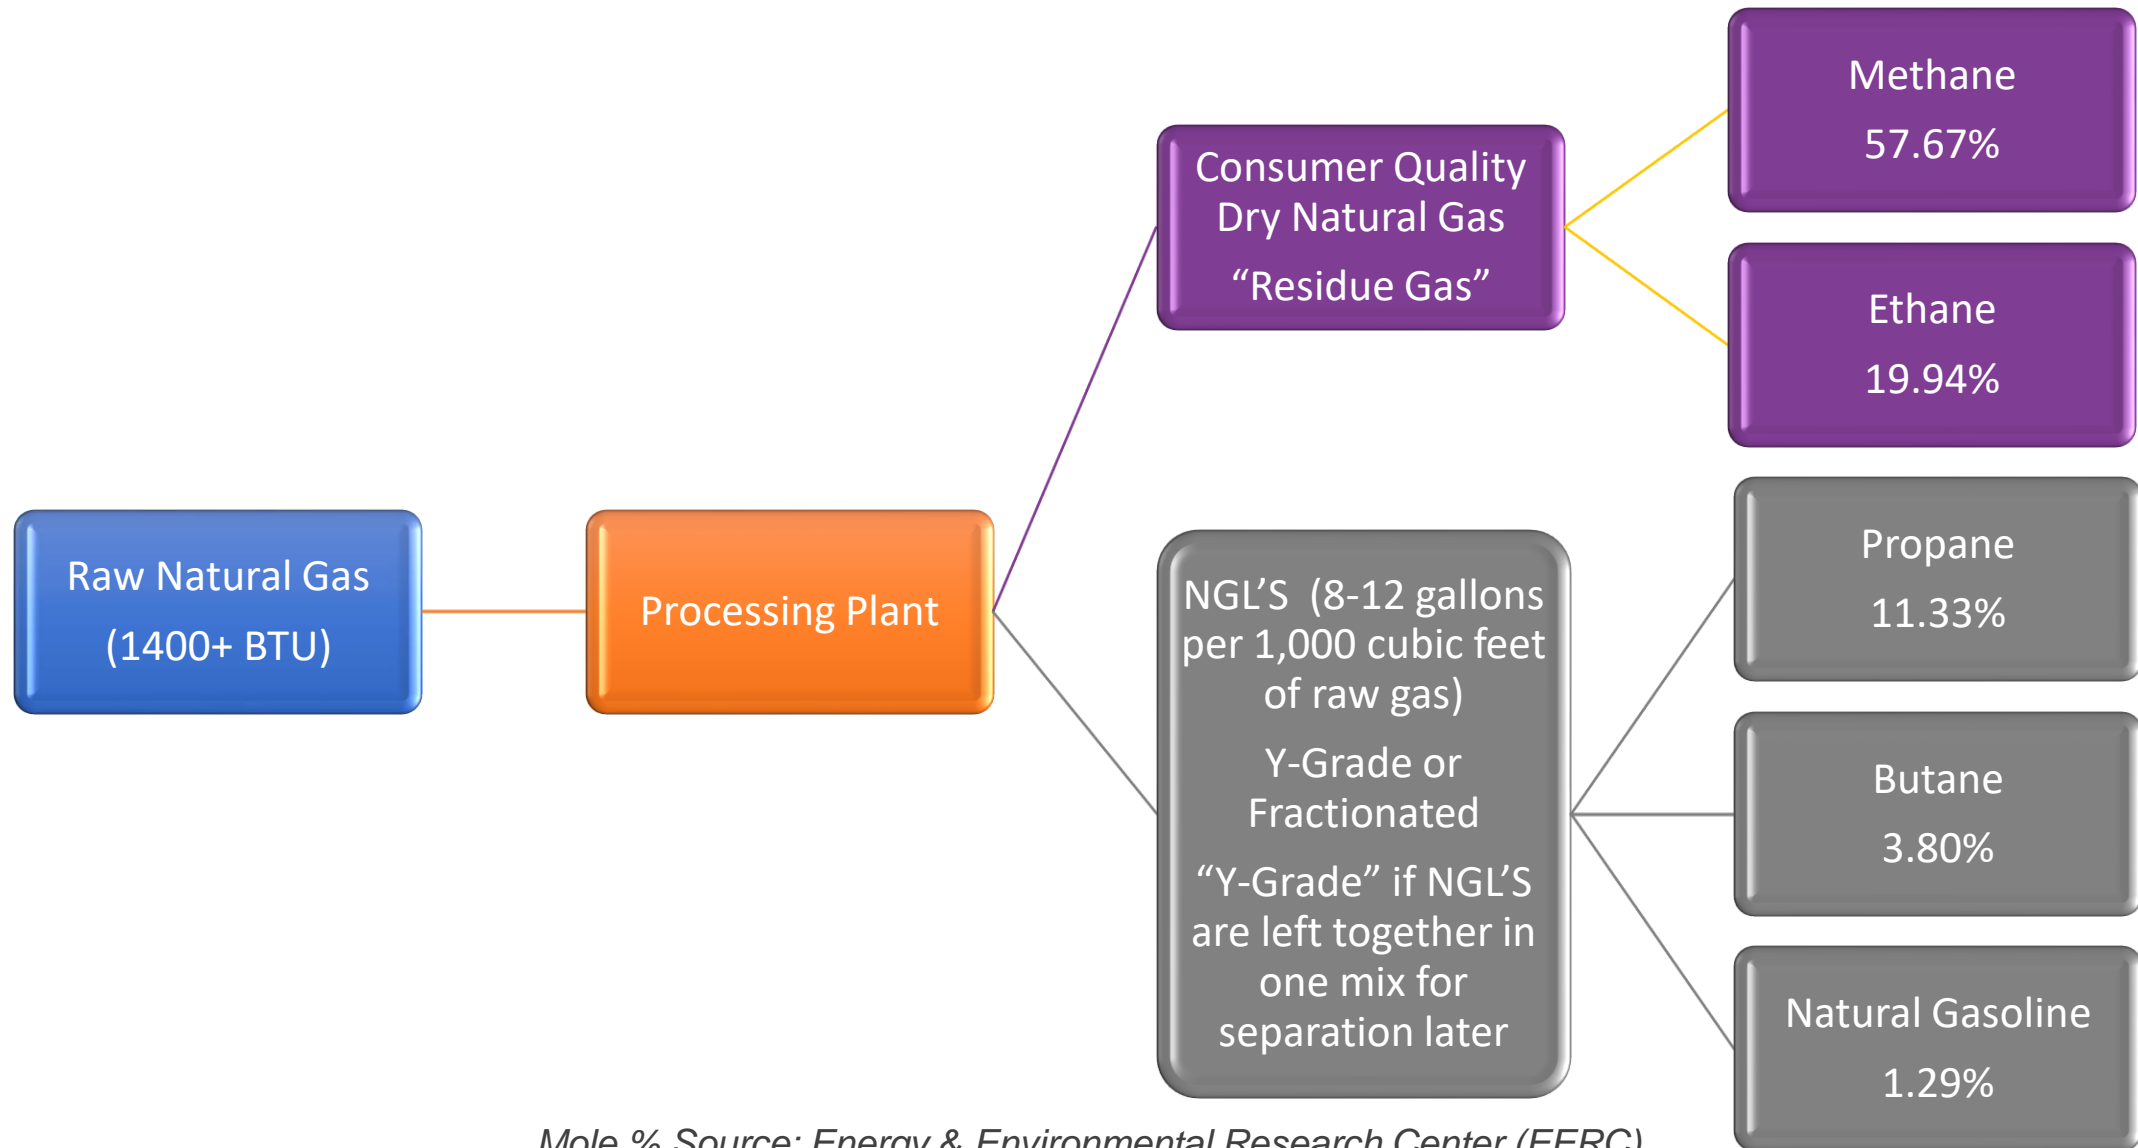 Raw Natural Gas
(1400+ BTU)
Processing Plant
Consumer Quality
Dry Natural Gas
“Residue Gas”
Methane
57.67%
Ethane
19.94%
NGL’S  (8-12 gallons
per 1,000 cubic feet
of raw gas)
Y-Grade or
Fractionated
“Y-Grade” if NGL’S
are left together in
one mix for
separation later
Propane
11.33%
Butane
3.80%
Natural Gasoline
1.29%
Mole % Source: Energy & Environmental Research Center (EERC)